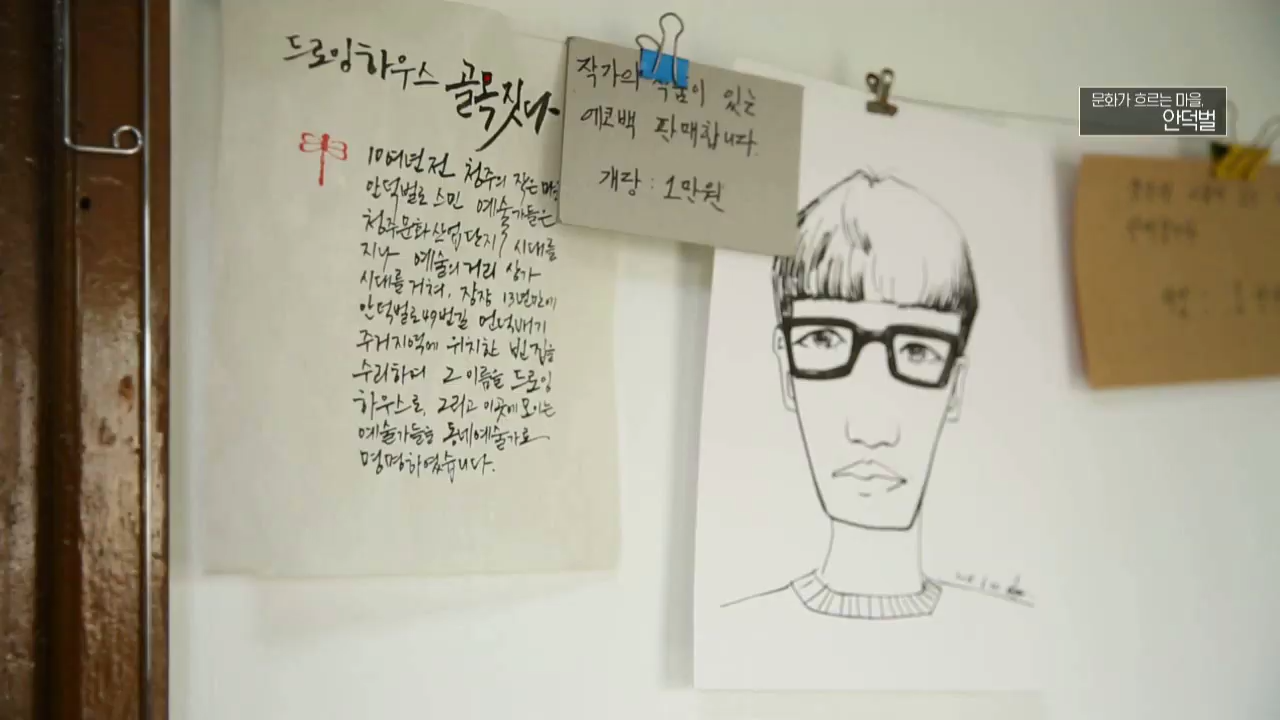 드로잉하우스 골목짓다
10여년전 청주의 작은
안덕벌로 스민 예술가들은
청주문화산업단지 시대를
지나 예술의거리 상가
시대를 거쳐, 장장 13년만에
안덕벌로49번길 언덕배기
주거지역에 위치한 빈집을
수리하며 그 이름을 드로잉
하우스로, 그리고 이곳에 모이는
예술가들을 동네예술가로
명명하였습니다.
작가의 작품이 있는
에코백 판매합니다.
개당 : 1만원
문화가 흐르는 마을,
안덕벌